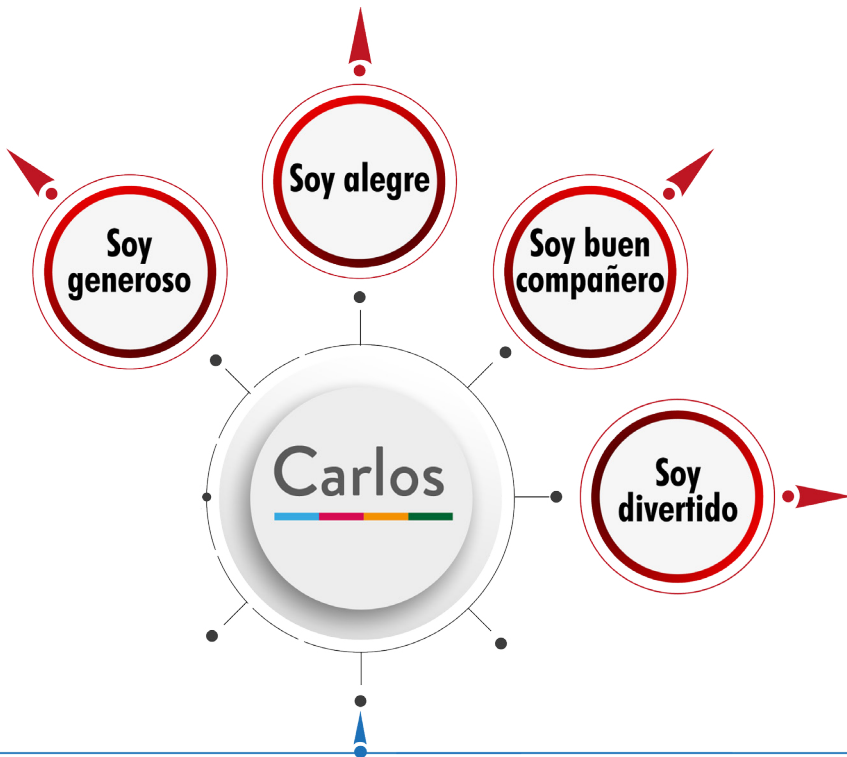 Soy alegre
Soy
generoso
Soy buen
compañero
Carlos
Soy
divertido